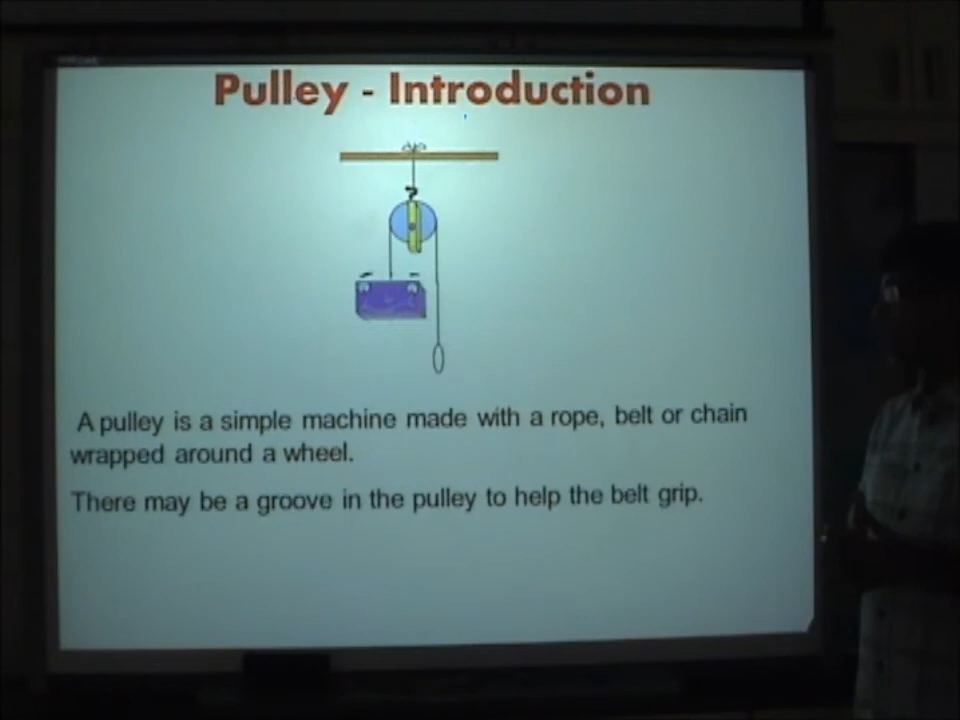 Pulley - Introduction
A pulley is a simple machine made with a rope, belt or chain
wrapped around a wheel.
There may be a groove in the pulley to help the belt grip.